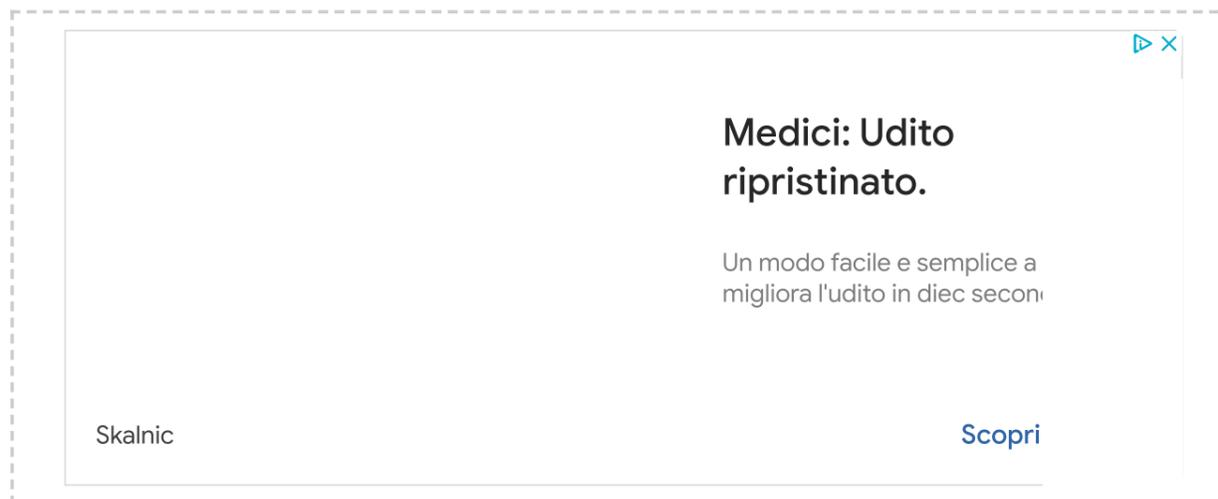 Medici: Udito
ripristinato.
Un modo facile e semplice a
migliora l'udito in diec
Skalnic
Scopri